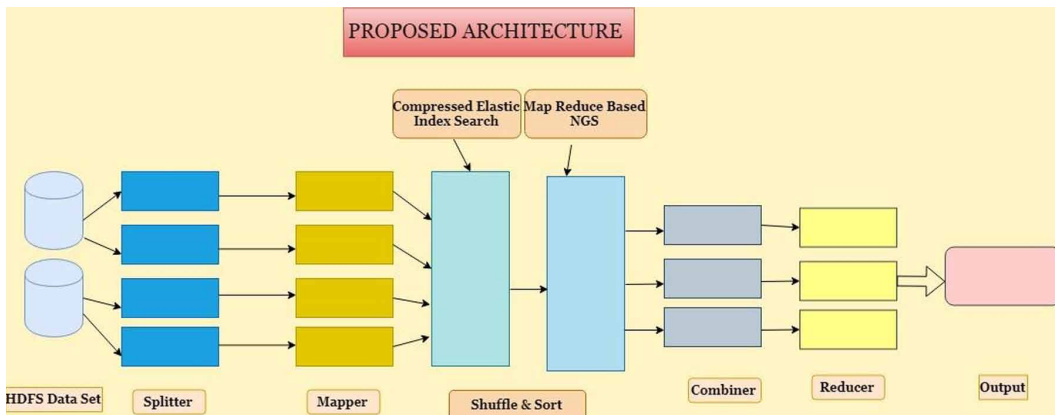 PROPOSED ARCHITECTURE
Compressed Elastic
Index Search
Map Reduce Based
NGS
HDFS Data Set
Splitter
Mapper
Shuffle & Sort
Combiner
Reducer
Output